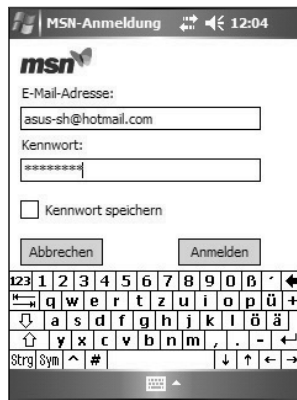 MSN-Anmeldung 12:04
msn
E-Mail-Adresse:
asus-sh@hotmail.com
Kennwort:
********
Kennwort speichern
Abbrechen Anmelden
123 1 2 3 4 5 6 7 8 9 0 ß ´
q w e r t z u i o p ü +
a s d f g h j k l ö ä
y x c v b n m , . -
Strg Sym ^ # ↓ ↑ ← →